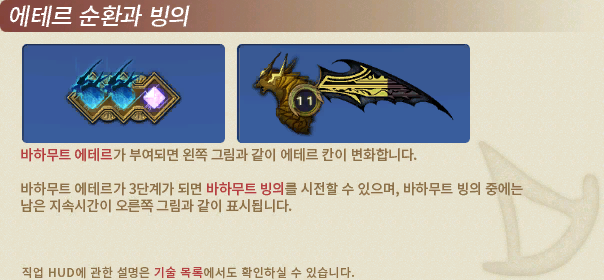 에테르 순환과 빙의
11
바하무트 에테르가 부여되면 왼쪽 그림과 같이 에테르 칸이 변화합니다.
바하무트 에테르가 3단계가 되면 바하무트 빙의를 시전할 수 있으며, 바하무트 빙의 중에는
남은 지속시간이 오른쪽 그림과 같이 표시됩니다.
직업 HUD에 관한 설명은 기술 목록에서도 확인하실 수 있습니다.